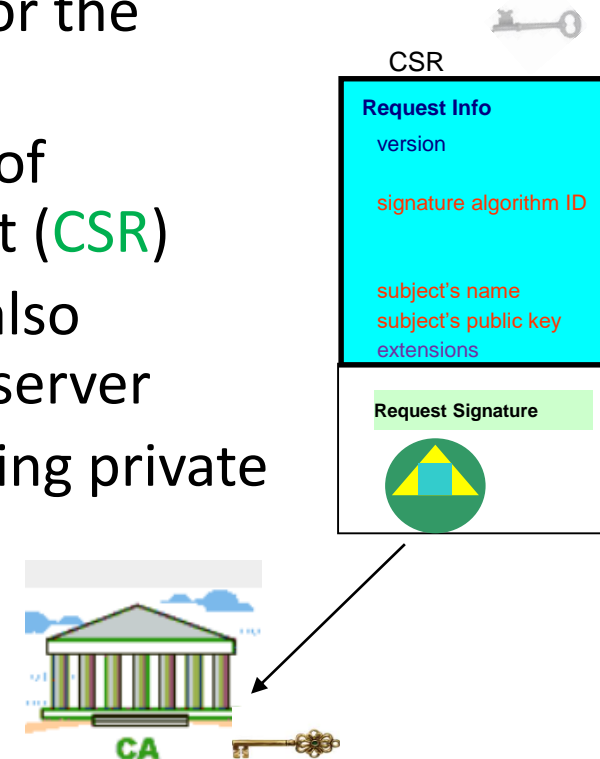 or the
of
t (CSR)
also
server
ing private
CSR
Request Info
version
signature algorithm ID
subject's name
subject's public key
extensions
Request Signature
CA